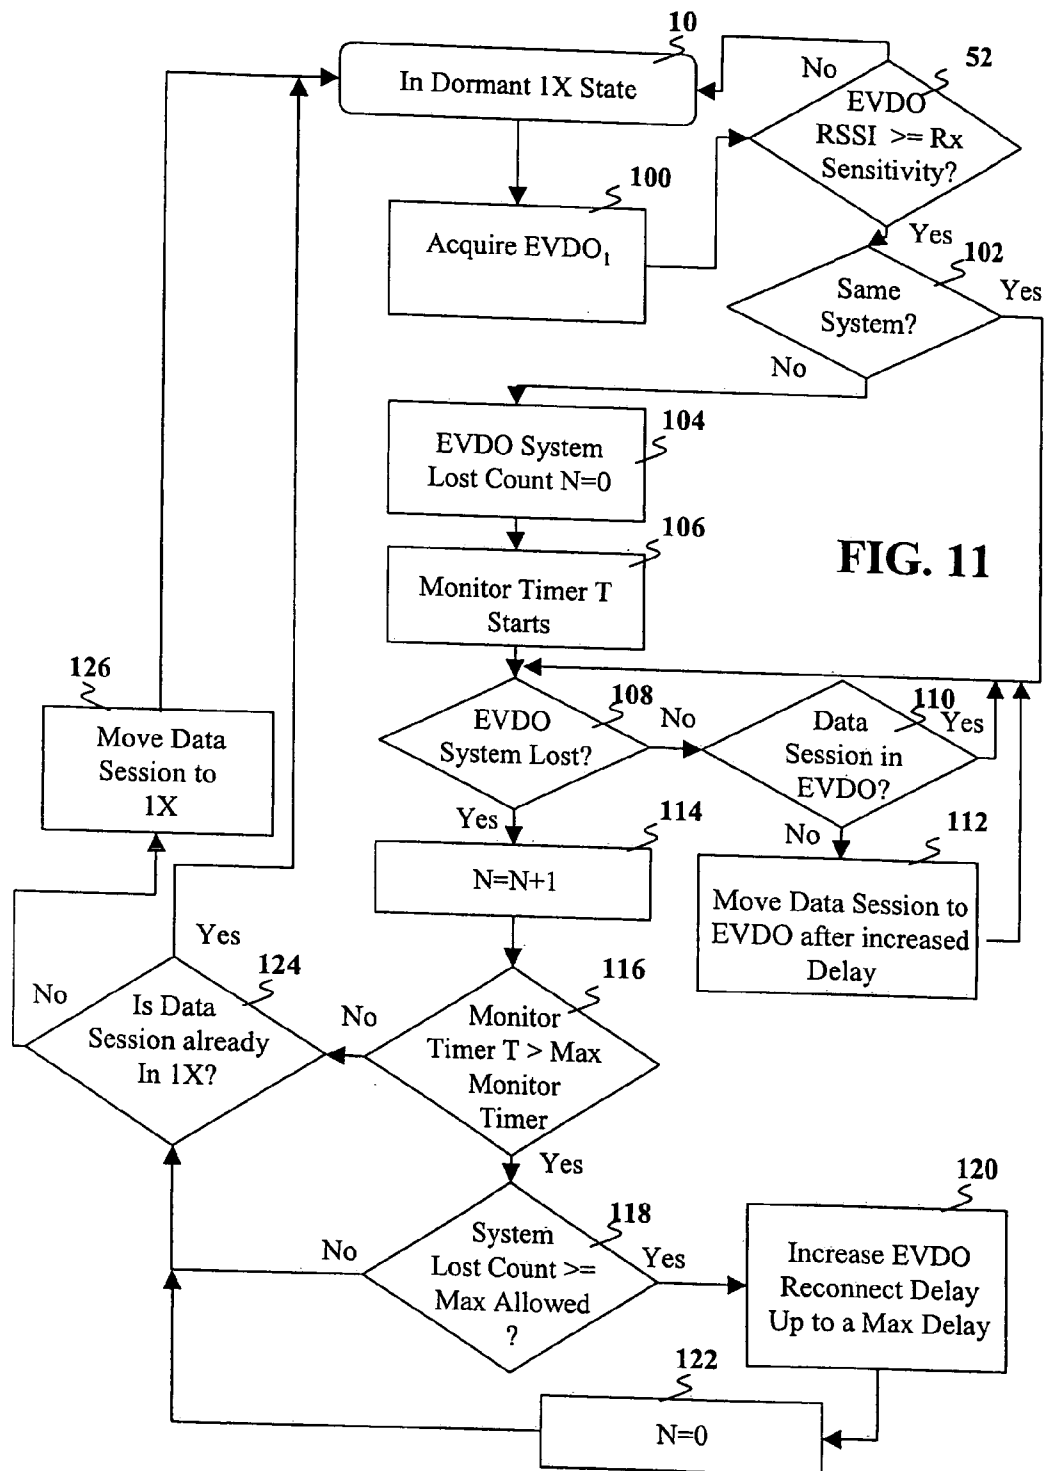 10
In Dormant 1X State
No
52
EVDO
RSSI >= Rx
Sensitivity?
100
Acquire EVDO1
Yes
102
Same
System?
Yes
No
104
EVDO System
Lost Count N=0
106
Monitor Timer T
Starts
FIG. 11
126
Move Data
Session to
1X
108
EVDO
System Lost?
No
110
Data
Session in
EVDO?
Yes
Yes
114
N=N+1
No
112
Move Data Session to
EVDO after increased
Delay
Yes
124
Is Data
Session already
In 1X?
No
No
116
Monitor
Timer T > Max
Monitor
Timer
Yes
118
System
Lost Count >=
Max Allowed
?
No
Yes
120
Increase EVDO
Reconnect Delay
Up to a Max Delay
122
N=0